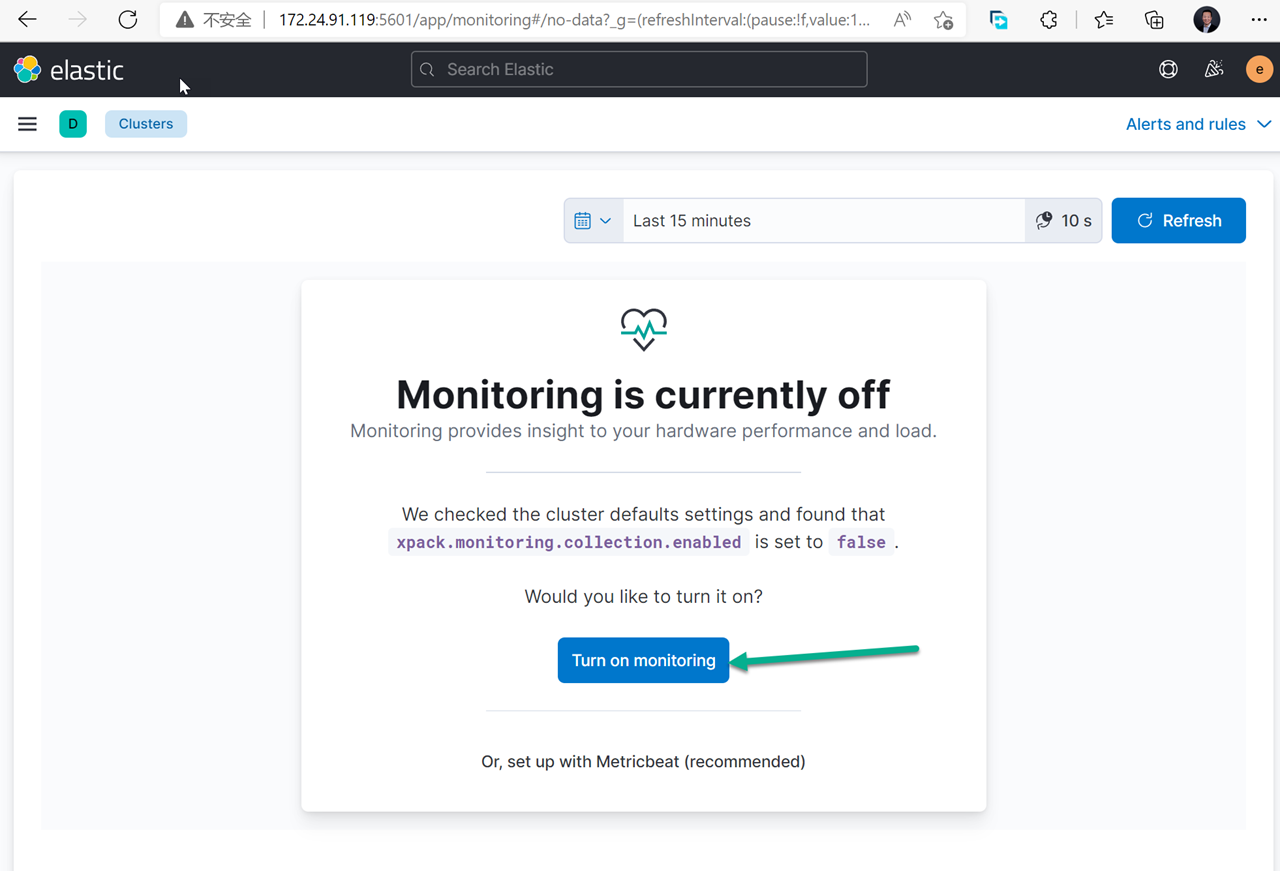 不安全 172.24.91.119:5601/app/monitoring#/no-data?_g=(refreshInterval:(pause:!f,value:1...
elastic
Search Elastic
e
D
Clusters
Alerts and rules
Last 15 minutes
10 s
Refresh
Monitoring is currently off
Monitoring provides insight to your hardware performance and load.
We checked the cluster defaults settings and found that
xpack.monitoring.collection.enabled is set to false.
Would you like to turn it on?
Turn on monitoring
Or, set up with Metricbeat (recommended)